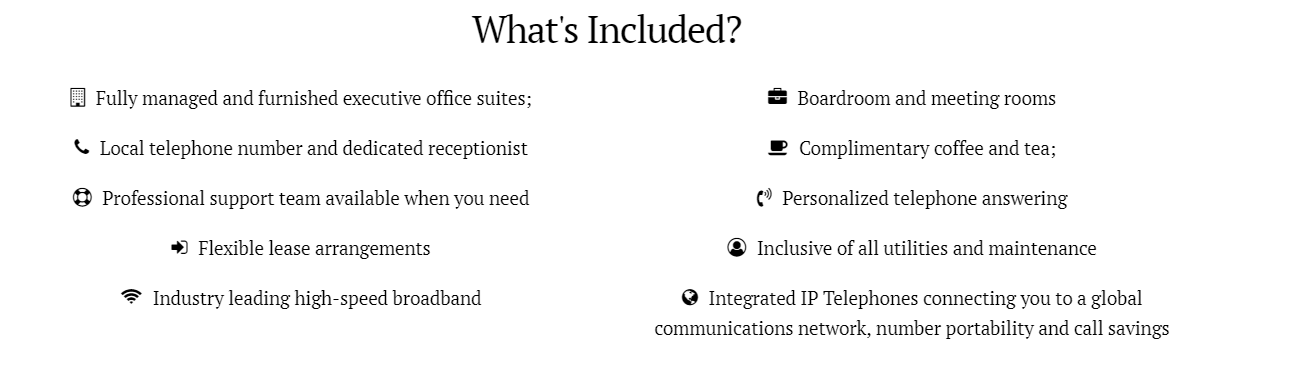 What's Included?
Fully managed and furnished executive office suites;
Local telephone number and dedicated receptionist
Professional support team available when you need
Flexible lease arrangements
Industry leading high-speed broadband
Boardroom and meeting rooms
Complimentary coffee and tea;
Personalized telephone answering
Inclusive of all utilities and maintenance
Integrated IP Telephones connecting you to a global
communications network, number portability and call savings